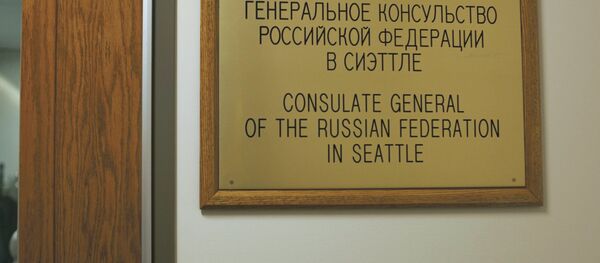 ГЕНЕРАЛЬНОЕ КОНСУЛЬСТВО
РОССИЙСКОЙ ФЕДЕРАЦИИ
В СИЭТТЛЕ
CONSULATE GENERAL
OF THE RUSSIAN FEDERATION
IN SEATTLE